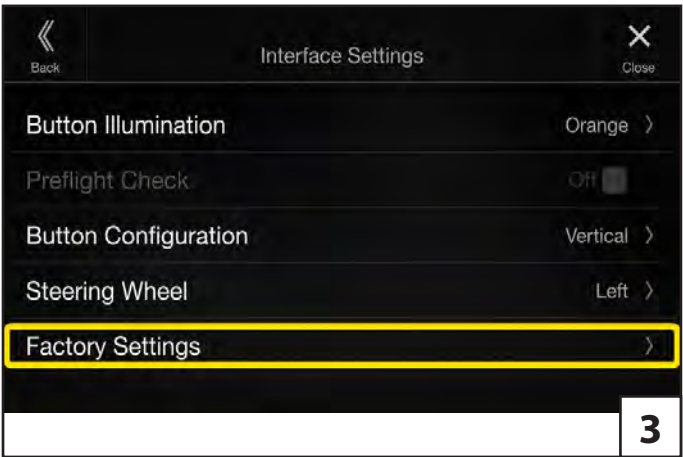 Back
Interface Settings
Close
Button Illumination Orange
Preflight Check Off
Button Configuration Vertical
Steering Wheel Left
Factory Settings
3